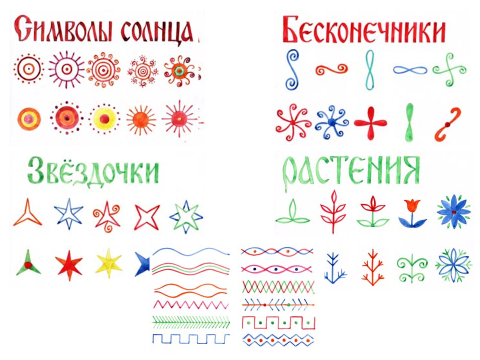 Символы солнца
Бесконечники
Звёздочки
растения